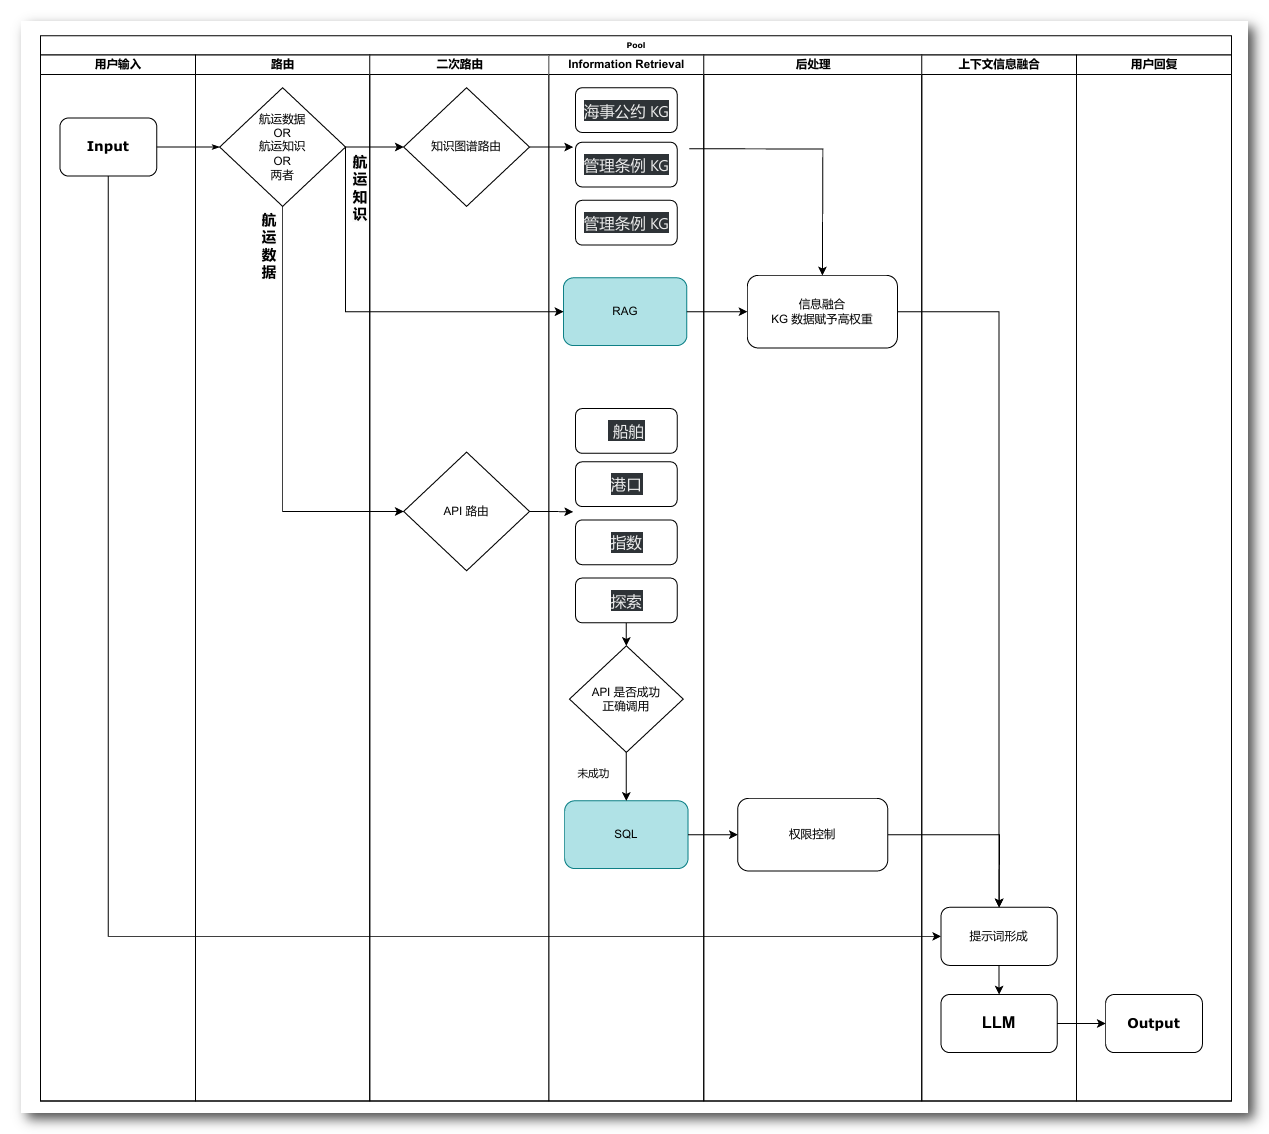 Pool
用户输入
路由
二次路由
Information Retrieval
后处理
上下文信息融合
用户回复
Input
航运数据
OR
航运知识
OR
两者
航运知识
航运数据
知识图谱路由
海事公约 KG
管理条例 KG
管理条例 KG
RAG
信息融合
KG 数据赋予高权重
API 路由
船舶
港口
指数
探索
API 是否成功
正确调用
未成功
SQL
权限控制
提示词形成
LLM
Output